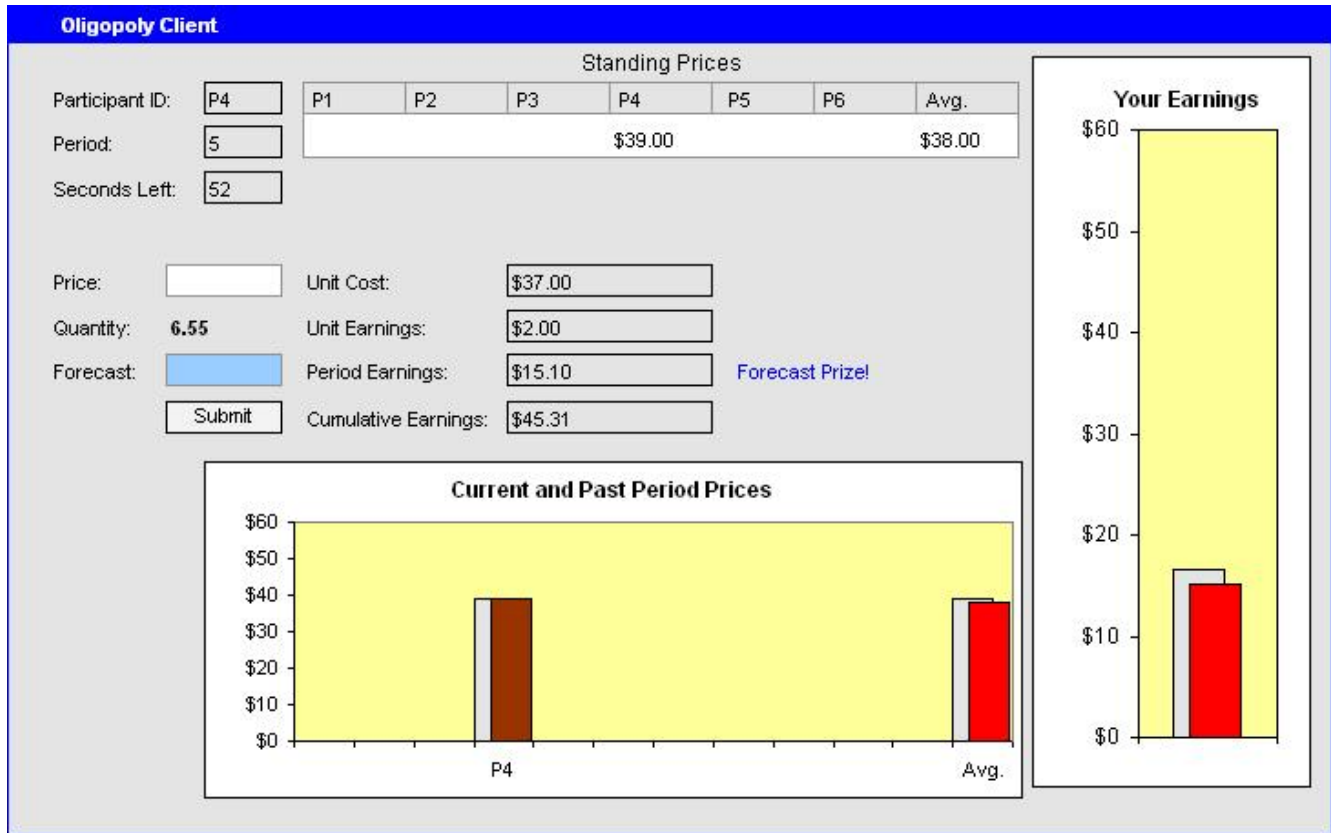 Oligopoly Client
Standing Prices
Participant ID: P4
P1 P2 P3 P4 P5 P6 Avg.
Period: 5
$39.00 $38.00
Seconds Left: 52
Price: Unit Cost: $37.00
Quantity: 6.55 Unit Earnings: $2.00
Forecast: Period Earnings: $15.10 Forecast Prize!
Submit Cumulative Earnings: $45.31
Current and Past Period Prices
$60
$50
$40
$30
$20
$10
$0
P4 Avg.
Your Earnings
$60
$50
$40
$30
$20
$10
$0